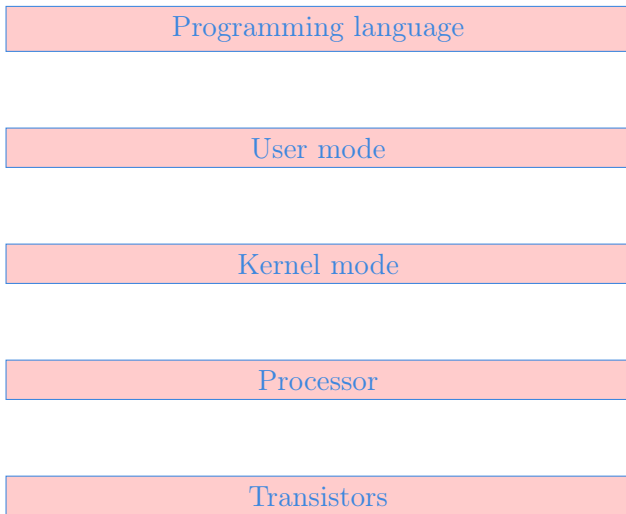 Programming language
User mode
Kernel mode
Processor
Transistors